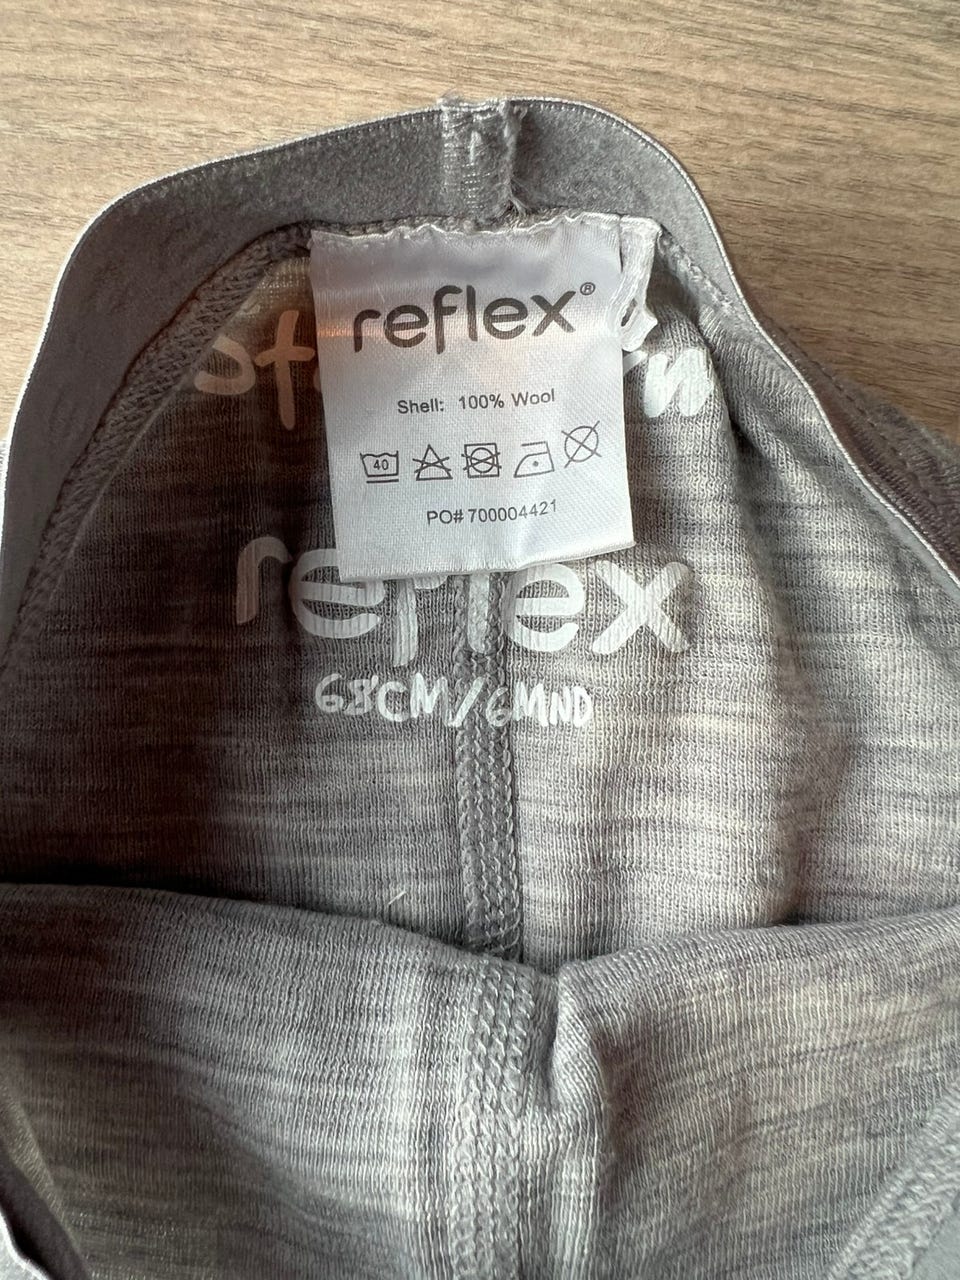 reflex®
Shell: 100% Wool
40
PO# 700004421
reflex
68CM/6MND